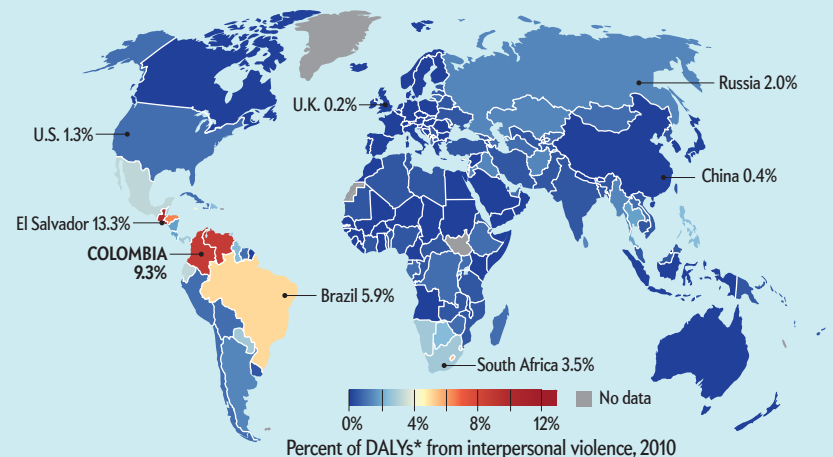 Russia 2.0%
U.K. 0.2%
U.S. 1.3%
China 0.4%
El Salvador 13.3%
COLOMBIA
9.3%
Brazil 5.9%
South Africa 3.5%
No data
0% 4% 8% 12%
Percent of DALYs* from interpersonal violence, 2010